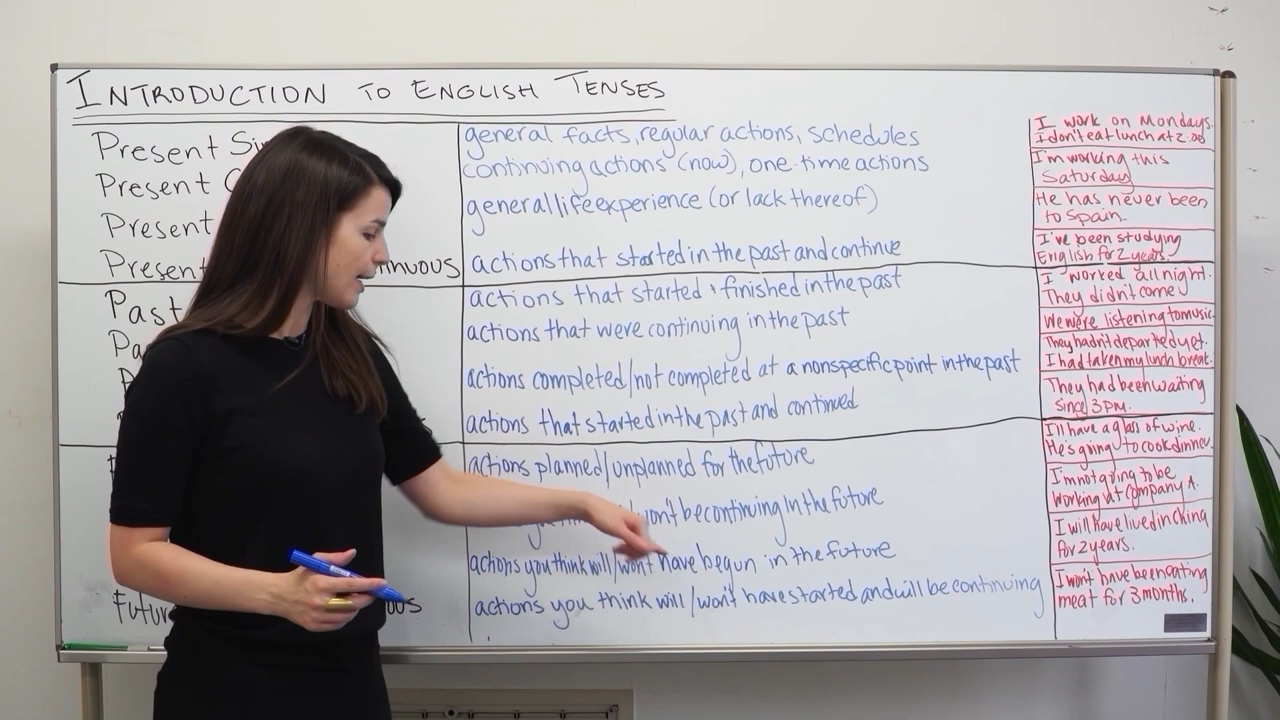 INTRODUCTION TO ENGLISH TENSES
Present
Present
Present
Present nuous
Past
Future ous
general facts, regular actions, schedules
continuing actions (now), one-time actions
general life experience (or lack thereof)
actions that started in the past and continue
actions that started + finished in the past
actions that were continuing in the past
actions completed/not completed at a nonspecific point in the past
actions that started in the past and continued
actions planned/unplanned for the future
won't be continuing in the future
actions you think will/won't have begun in the future
actions you think will/won't have started and will be continuing
I work on Mondays.
I don't eat lunch at 2:00
I'm working this
Saturday
He has never been
to Spain.
I've been studying
English for 2 years.
I worked all night.
They didn't come
We were listening to music.
They hadn't departed yet.
I had taken my lunch break.
They had been waiting
since 3 PM.
I'll have a glass of wine.
He's going to cook dinner.
I'm not going to be
working at Company A.
I will have lived in China
for 2 years.
I won't have been eating
meat for 3 months.